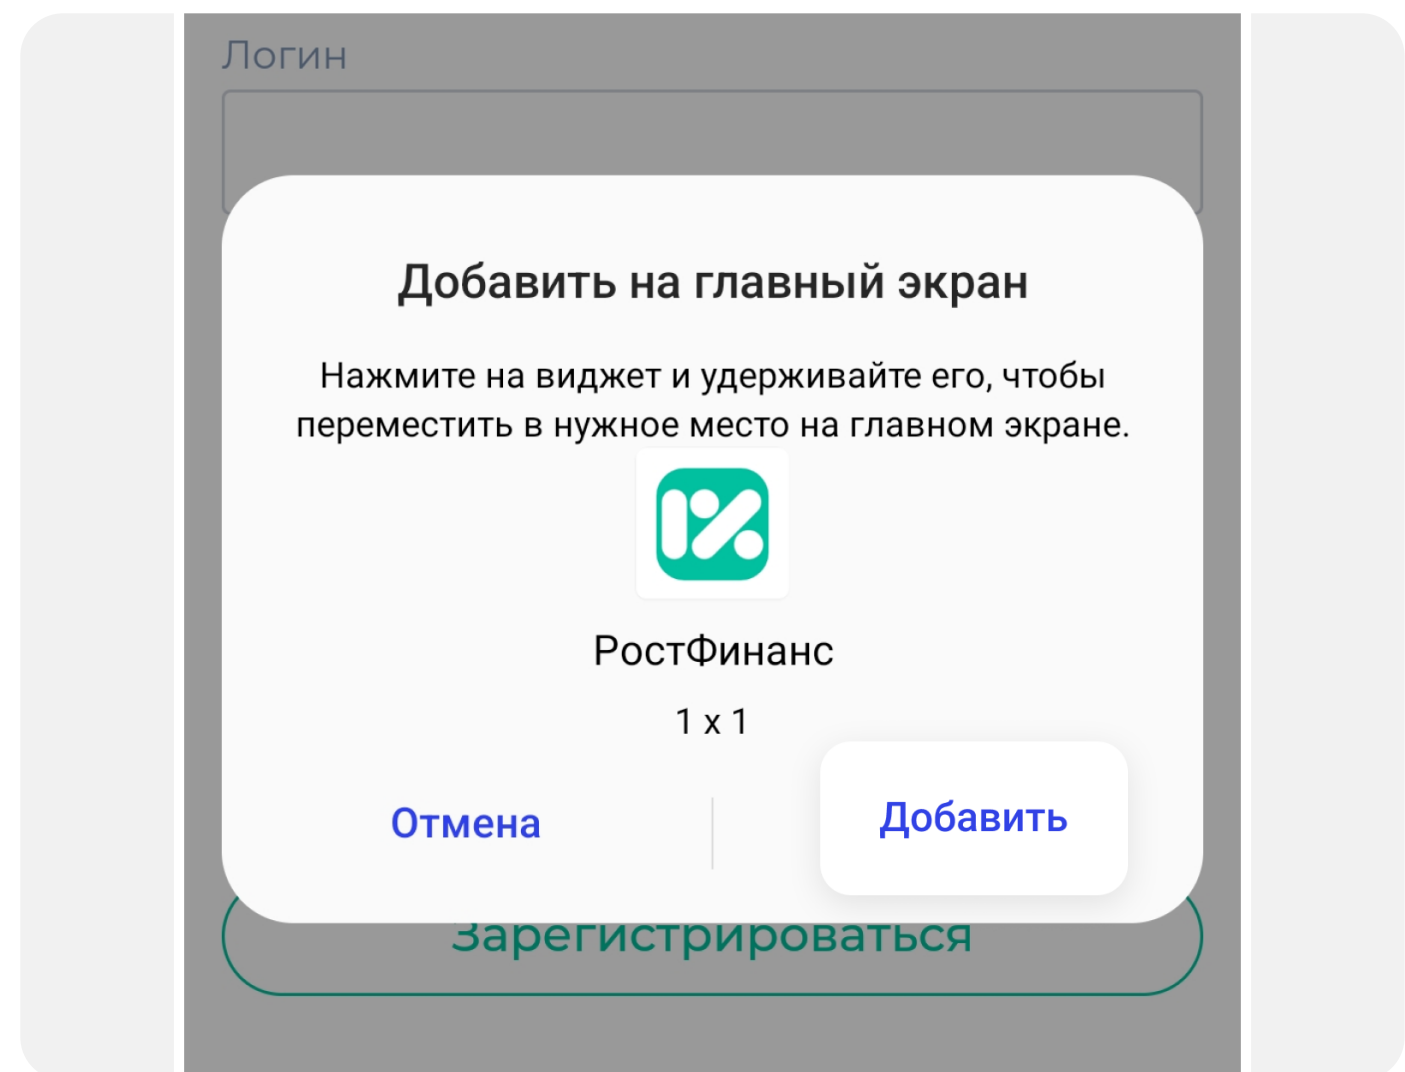 Логин
Добавить на главный экран
Нажмите на виджет и удерживайте его, чтобы
переместить в нужное место на главном экране.
РостФинанс
1 x 1
Отмена
Добавить
Зарегистрироваться